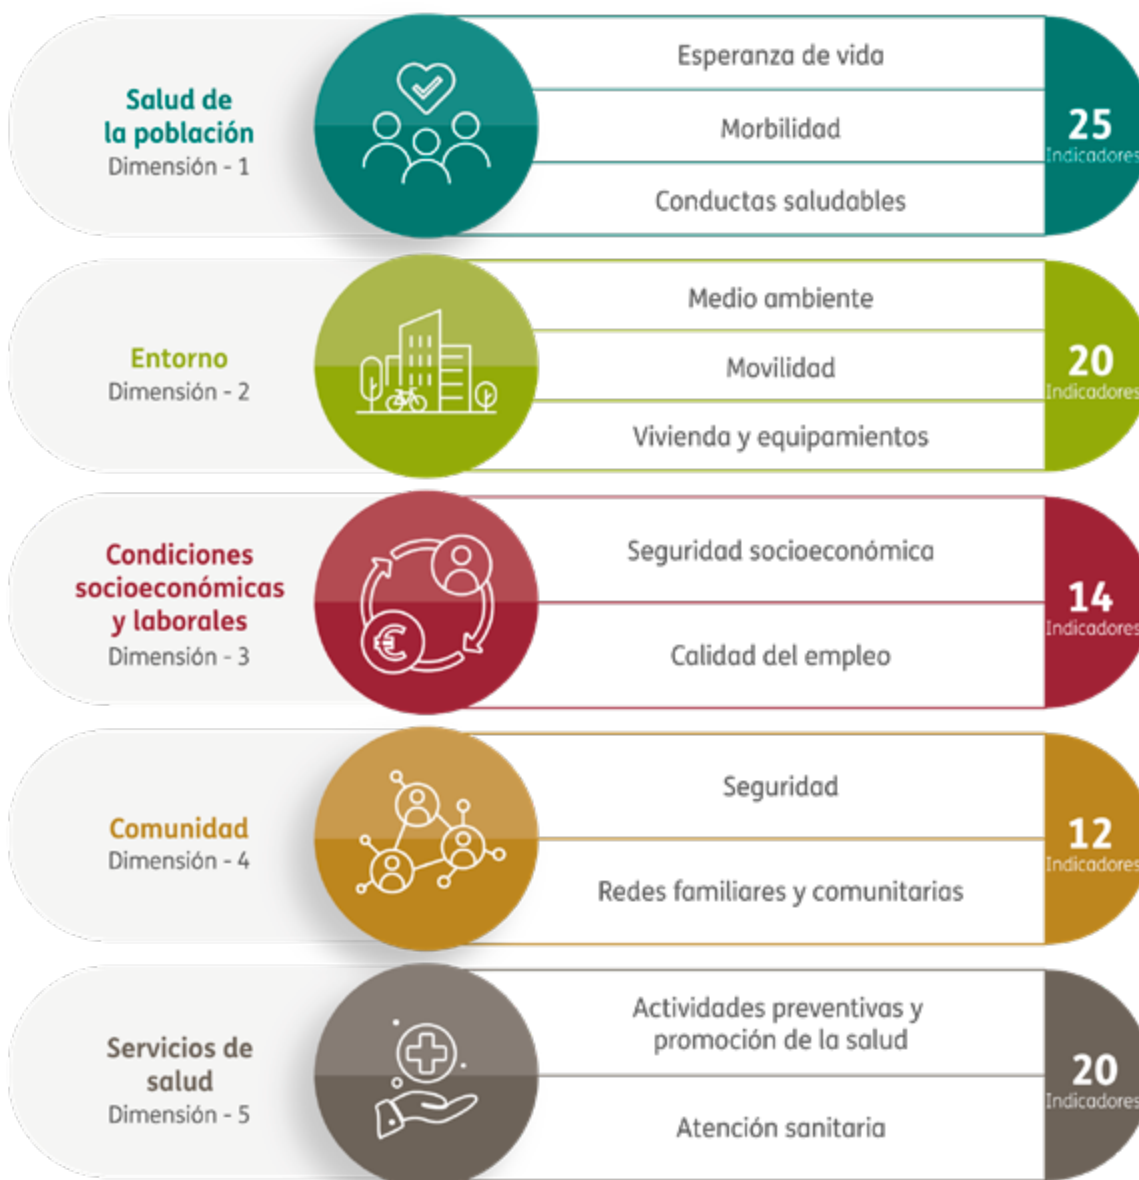 Salud de
la población
Dimensión - 1
Esperanza de vida
Morbilidad
Conductas saludables
25
Indicadores
Entorno
Dimensión - 2
Medio ambiente
Movilidad
Vivienda y equipamientos
20
Indicadores
Condiciones
socioeconómicas
y laborales
Dimensión - 3
Seguridad socioeconómica
Calidad del empleo
14
Indicadores
Comunidad
Dimensión - 4
Seguridad
Redes familiares y comunitarias
12
Indicadores
Servicios de
salud
Dimensión - 5
Actividades preventivas y
promoción de la salud
Atención sanitaria
20
Indicadores